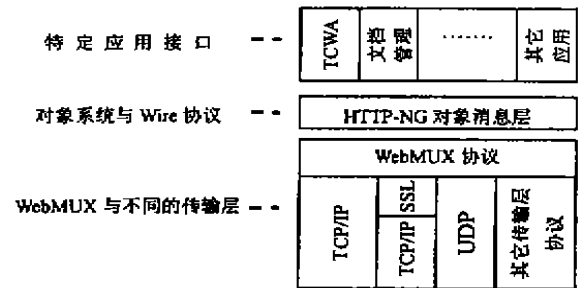 特定应用接口
TCWA
文档管理
········
其它应用
对象系统与 Wire 协议
HTTP-NG 对象消息层
WebMUX 协议
WebMUX 与不同的传输层
TCP/IP
SSL
TCP/IP
UDP
其它传输层协议